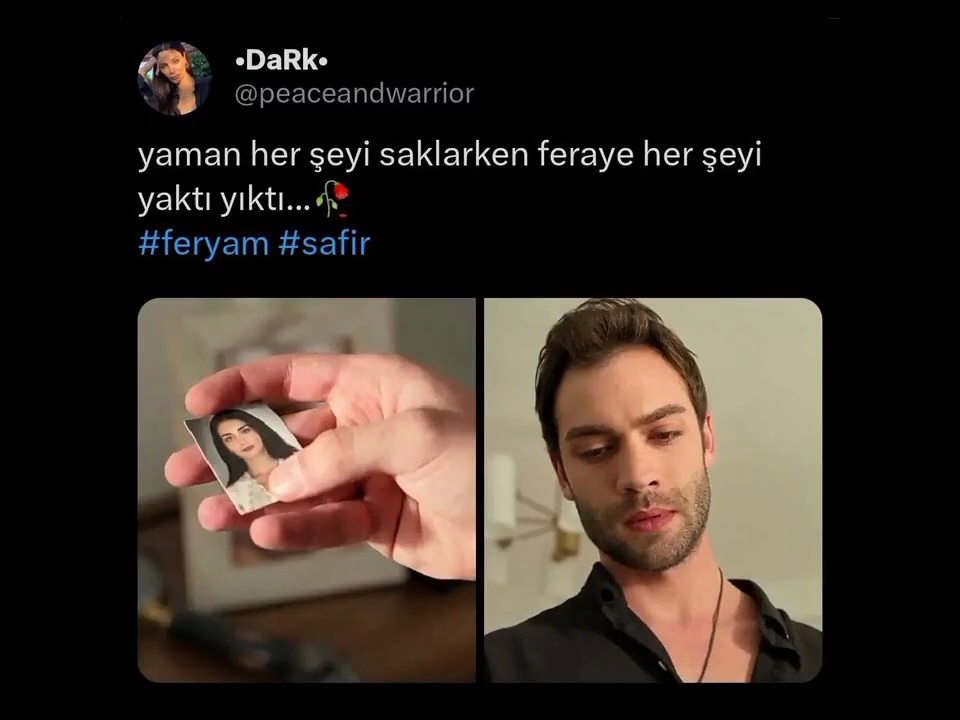 •DaRk•
@peaceandwarrior
yaman her şeyi saklarken feraye her şeyi
yaktı yıktı...🥀
#feryam #safir